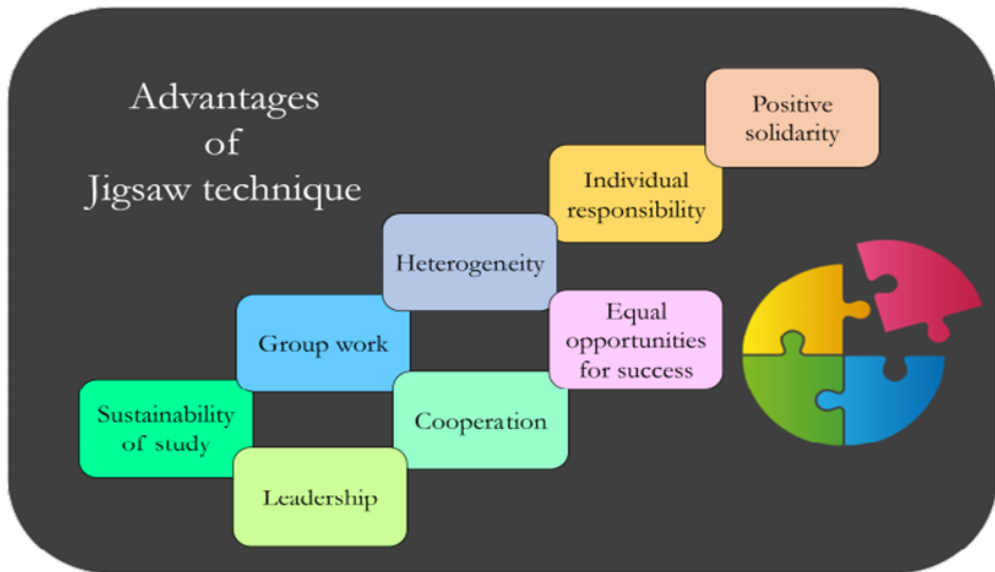 Advantages
of
Jigsaw technique
Positive
solidarity
Individual
responsibility
Heterogeneity
Equal
opportunities
for success
Group work
Cooperation
Sustainability
of study
Leadership